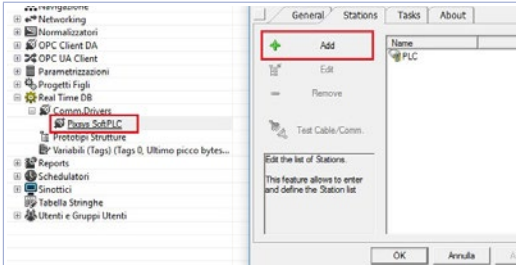 Navigazione
Networking
Normalizzatori
OPC Client DA
OPC UA Client
Parametrizzazioni
Progetti Figli
Real Time DB
Comm.Drivers
Pixsys SoftPLC
Prototipi Strutture
Variabili (Tags) (Tags 0, Ultimo picco bytes...
Reports
Schedulatori
Sinottici
Tabella Stringhe
Utenti e Gruppi Utenti
General Stations Tasks About
Add
Edit
Remove
Test Cable/Comm.
Edit the list of Stations.
This feature allows to enter
and define the Station list
Name
PLC
OK Annulla